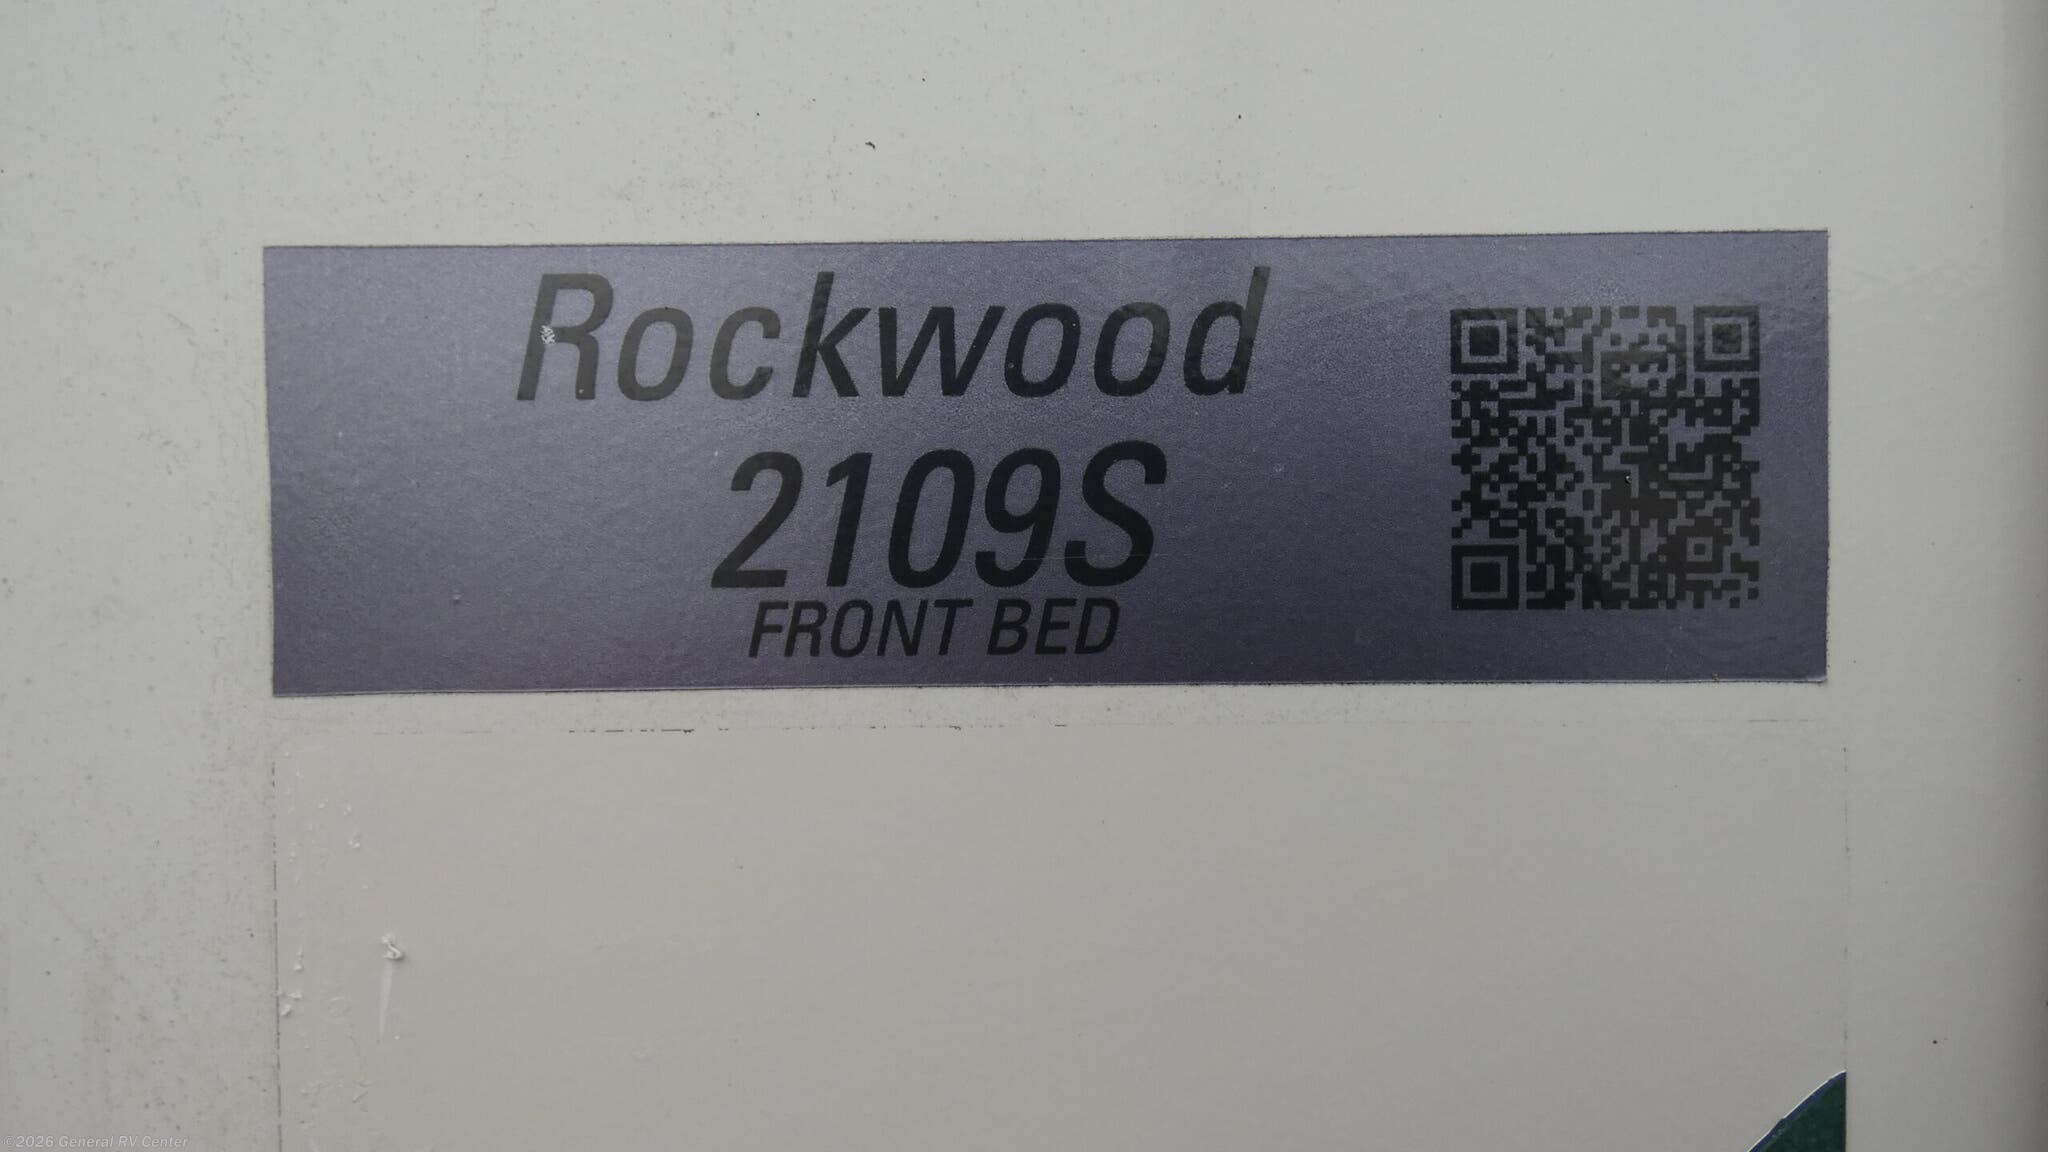 Rockwood
2109S
FRONT BED
©2026 General RV Center